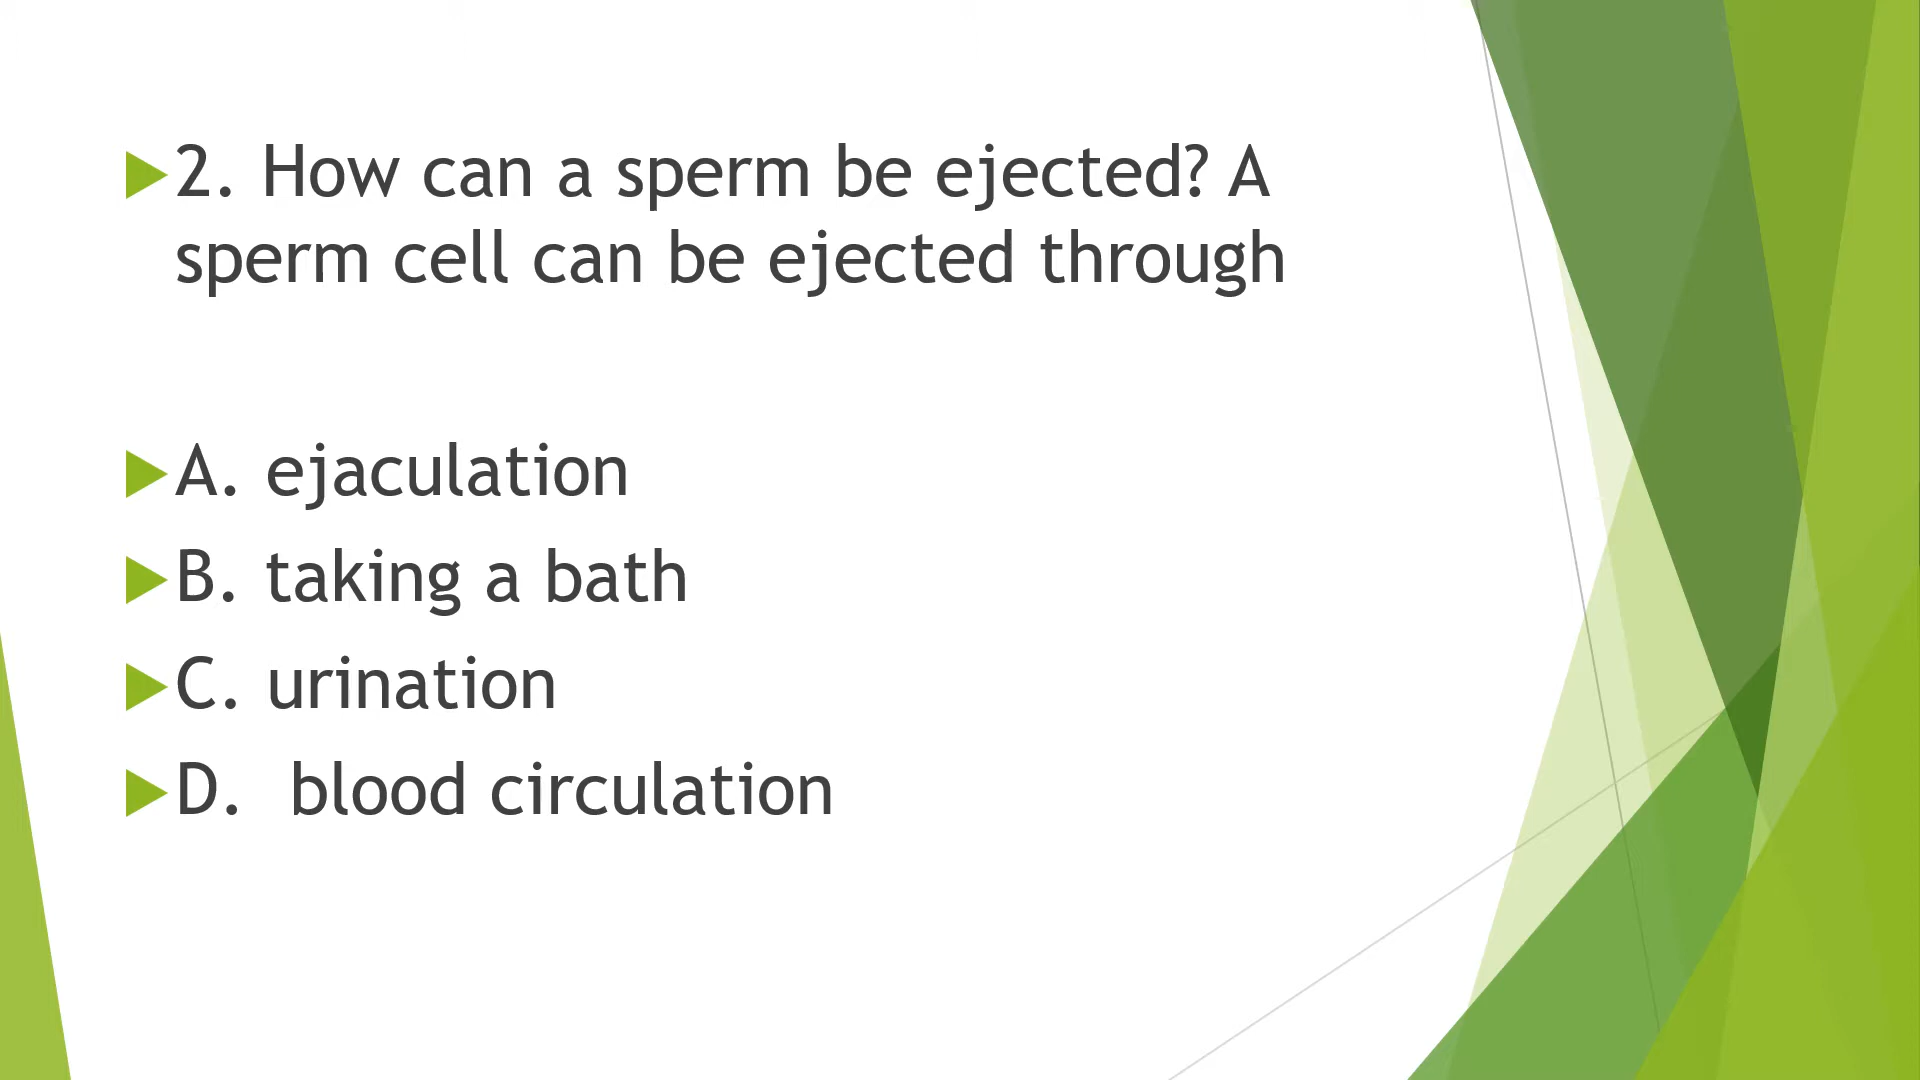 2. How can a sperm be ejected? A
sperm cell can be ejected through
A. ejaculation
B. taking a bath
C. urination
D. blood circulation